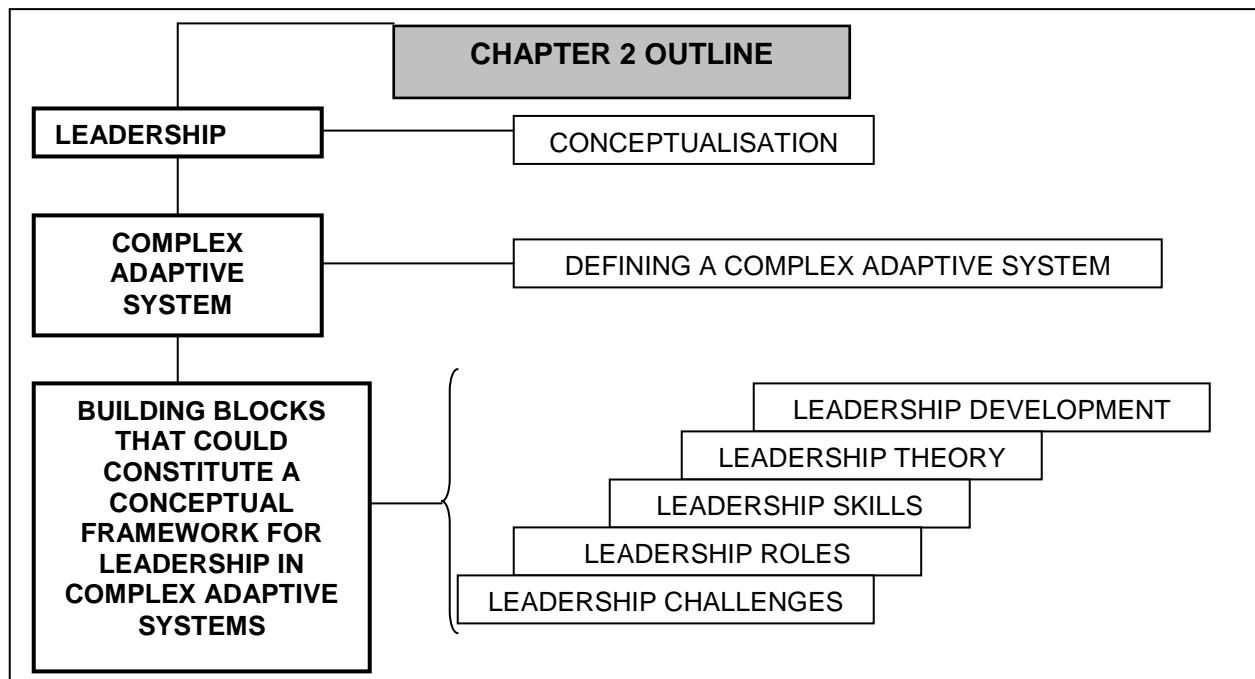 CHAPTER 2 OUTLINE
LEADERSHIP
CONCEPTUALISATION
COMPLEX
ADAPTIVE
SYSTEM
DEFINING A COMPLEX ADAPTIVE SYSTEM
BUILDING BLOCKS
THAT COULD
CONSTITUTE A
CONCEPTUAL
FRAMEWORK FOR
LEADERSHIP IN
COMPLEX ADAPTIVE
SYSTEMS
LEADERSHIP DEVELOPMENT
LEADERSHIP THEORY
LEADERSHIP SKILLS
LEADERSHIP ROLES
LEADERSHIP CHALLENGES